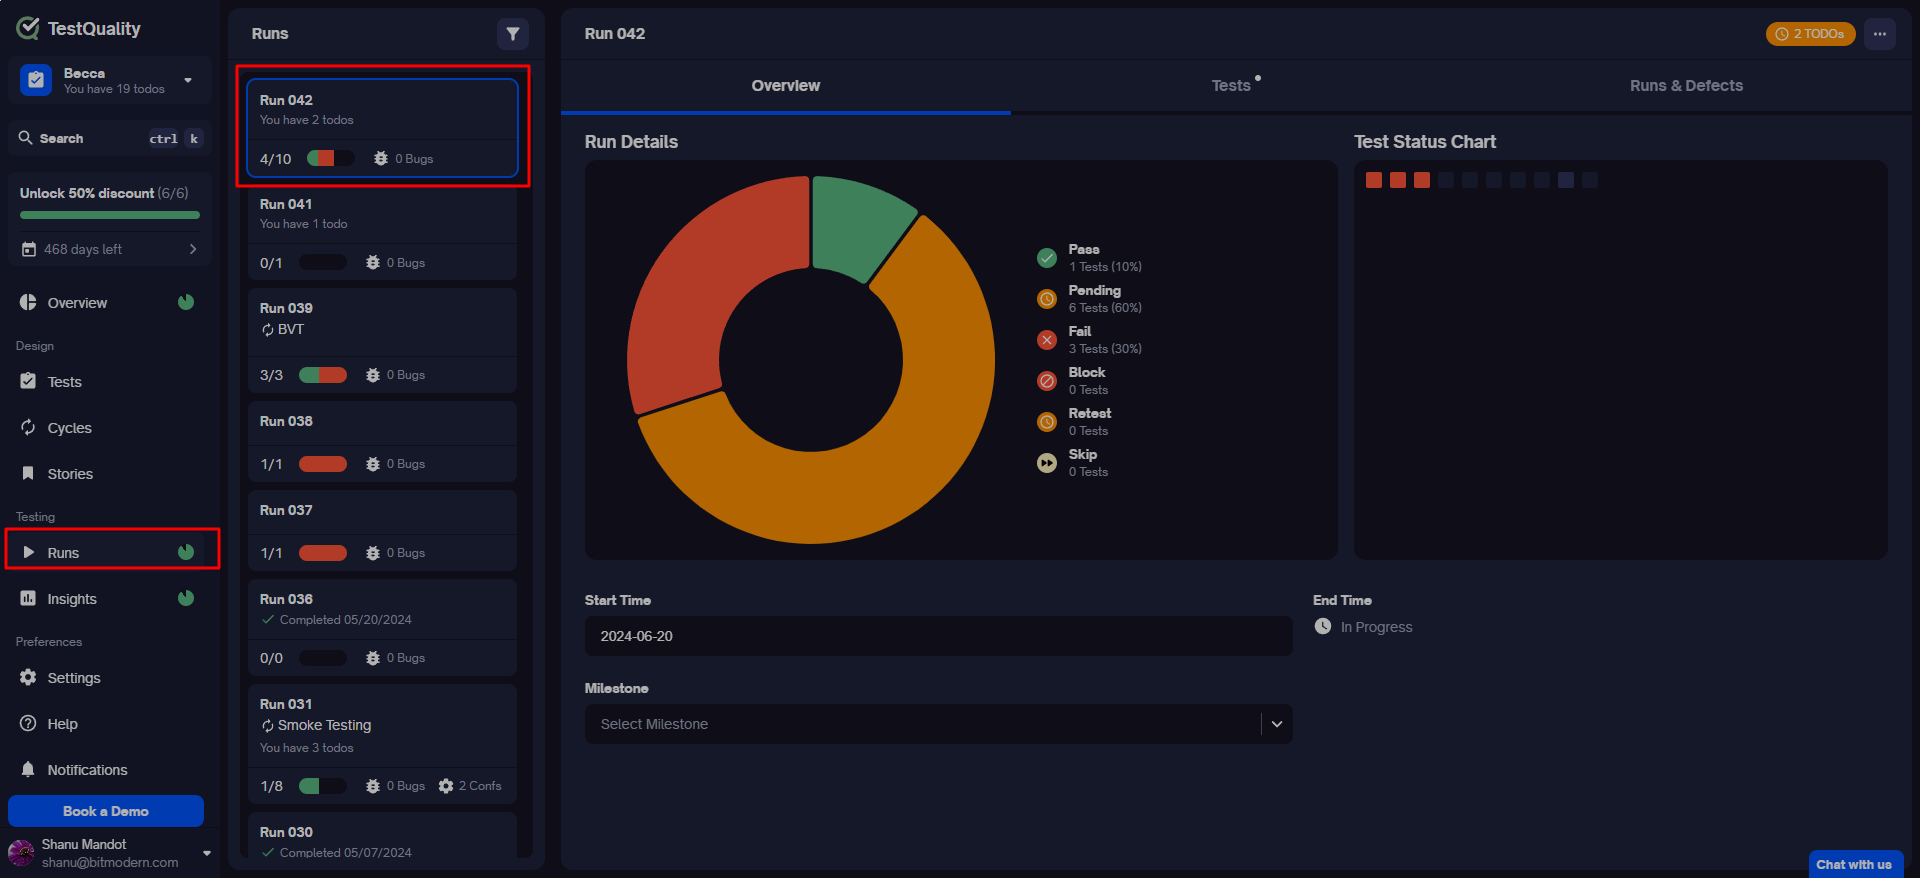 TestQuality
Becca
You have 19 todos
Search ctrl k
Unlock 50% discount (6/6)
468 days left
Overview
Design
Tests
Cycles
Stories
Testing
Runs
Insights
Preferences
Settings
Help
Notifications
Book a Demo
Shanu Mandot
shanu@bitmodern.com
Runs
Run 042
You have 2 todos
4/10 0 Bugs
Run 041
You have 1 todo
0/1 0 Bugs
Run 039
BVT
3/3 0 Bugs
Run 038
1/1 0 Bugs
Run 037
1/1 0 Bugs
Run 036
Completed 05/20/2024
0/0 0 Bugs
Run 031
Smoke Testing
You have 3 todos
1/8 0 Bugs 2 Confs
Run 030
Completed 05/07/2024
Run 042
2 TODOs
Overview Tests Runs & Defects
Run Details
Pass
1 Tests (10%)
Pending
6 Tests (60%)
Fail
3 Tests (30%)
Block
0 Tests
Retest
0 Tests
Skip
0 Tests
Test Status Chart
Start Time
2024-06-20
End Time
In Progress
Milestone
Select Milestone
Chat with us